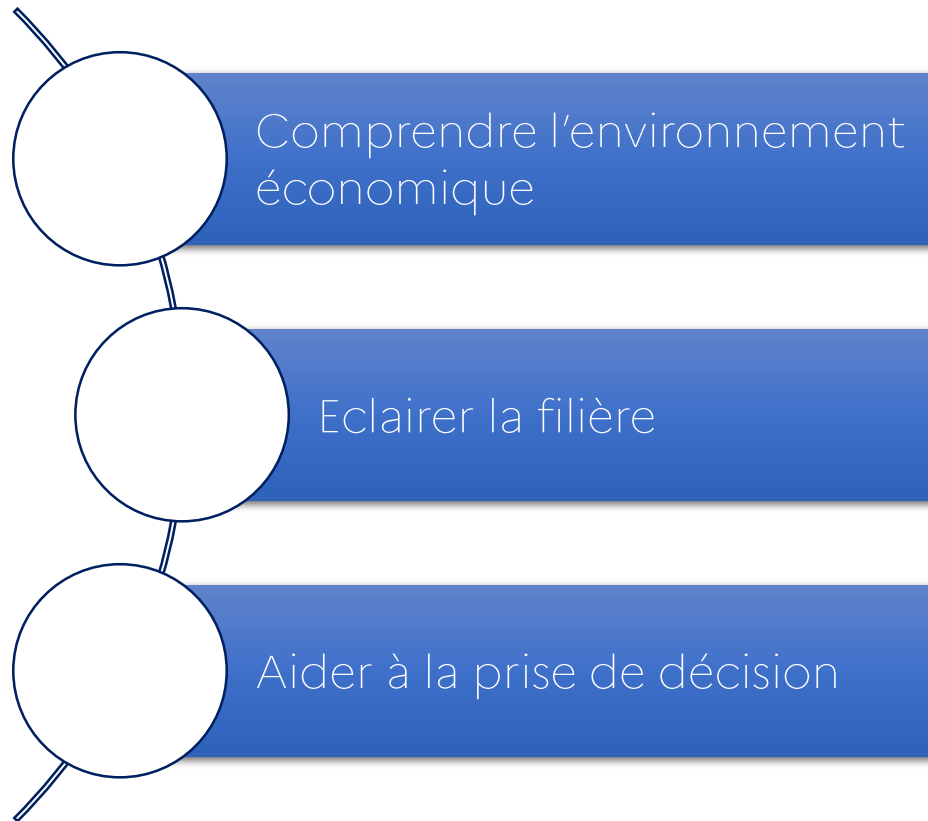 Comprendre l’environnement
économique
Eclairer la filière
Aider à la prise de décision